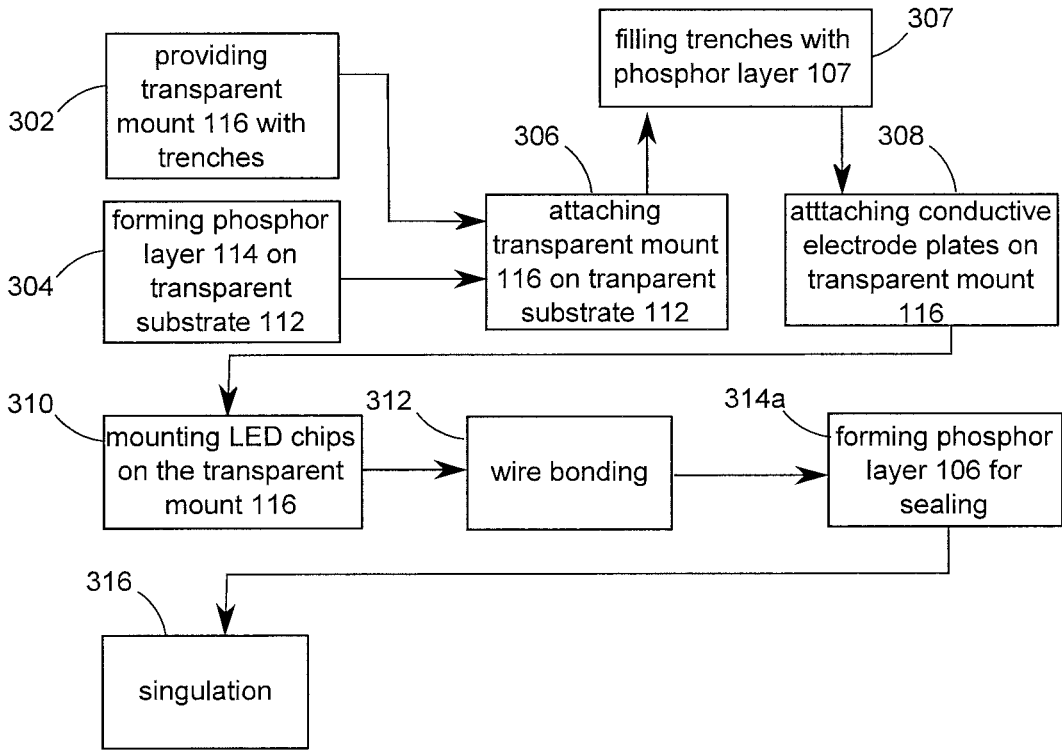 302
providing
transparent
mount 116 with
trenches
304
forming phosphor
layer 114 on
transparent
substrate 112
306
attaching
transparent mount
116 on tranparent
substrate 112
307
filling trenches with
phosphor layer 107
308
atttaching conductive
electrode plates on
transparent mount
116
310
mounting LED chips
on the transparent
mount 116
312
wire bonding
314a
forming phosphor
layer 106 for
sealing
316
singulation